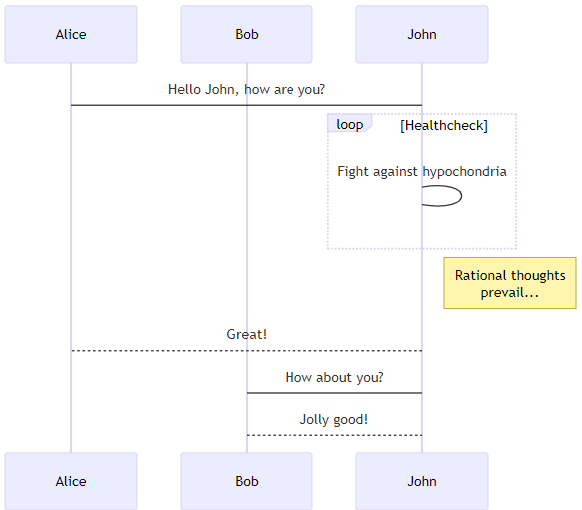 Alice
Bob
John
Hello John, how are you?
loop
[Healthcheck]
Fight against hypochondria
Rational thoughts
prevail...
Great!
How about you?
Jolly good!
Alice
Bob
John